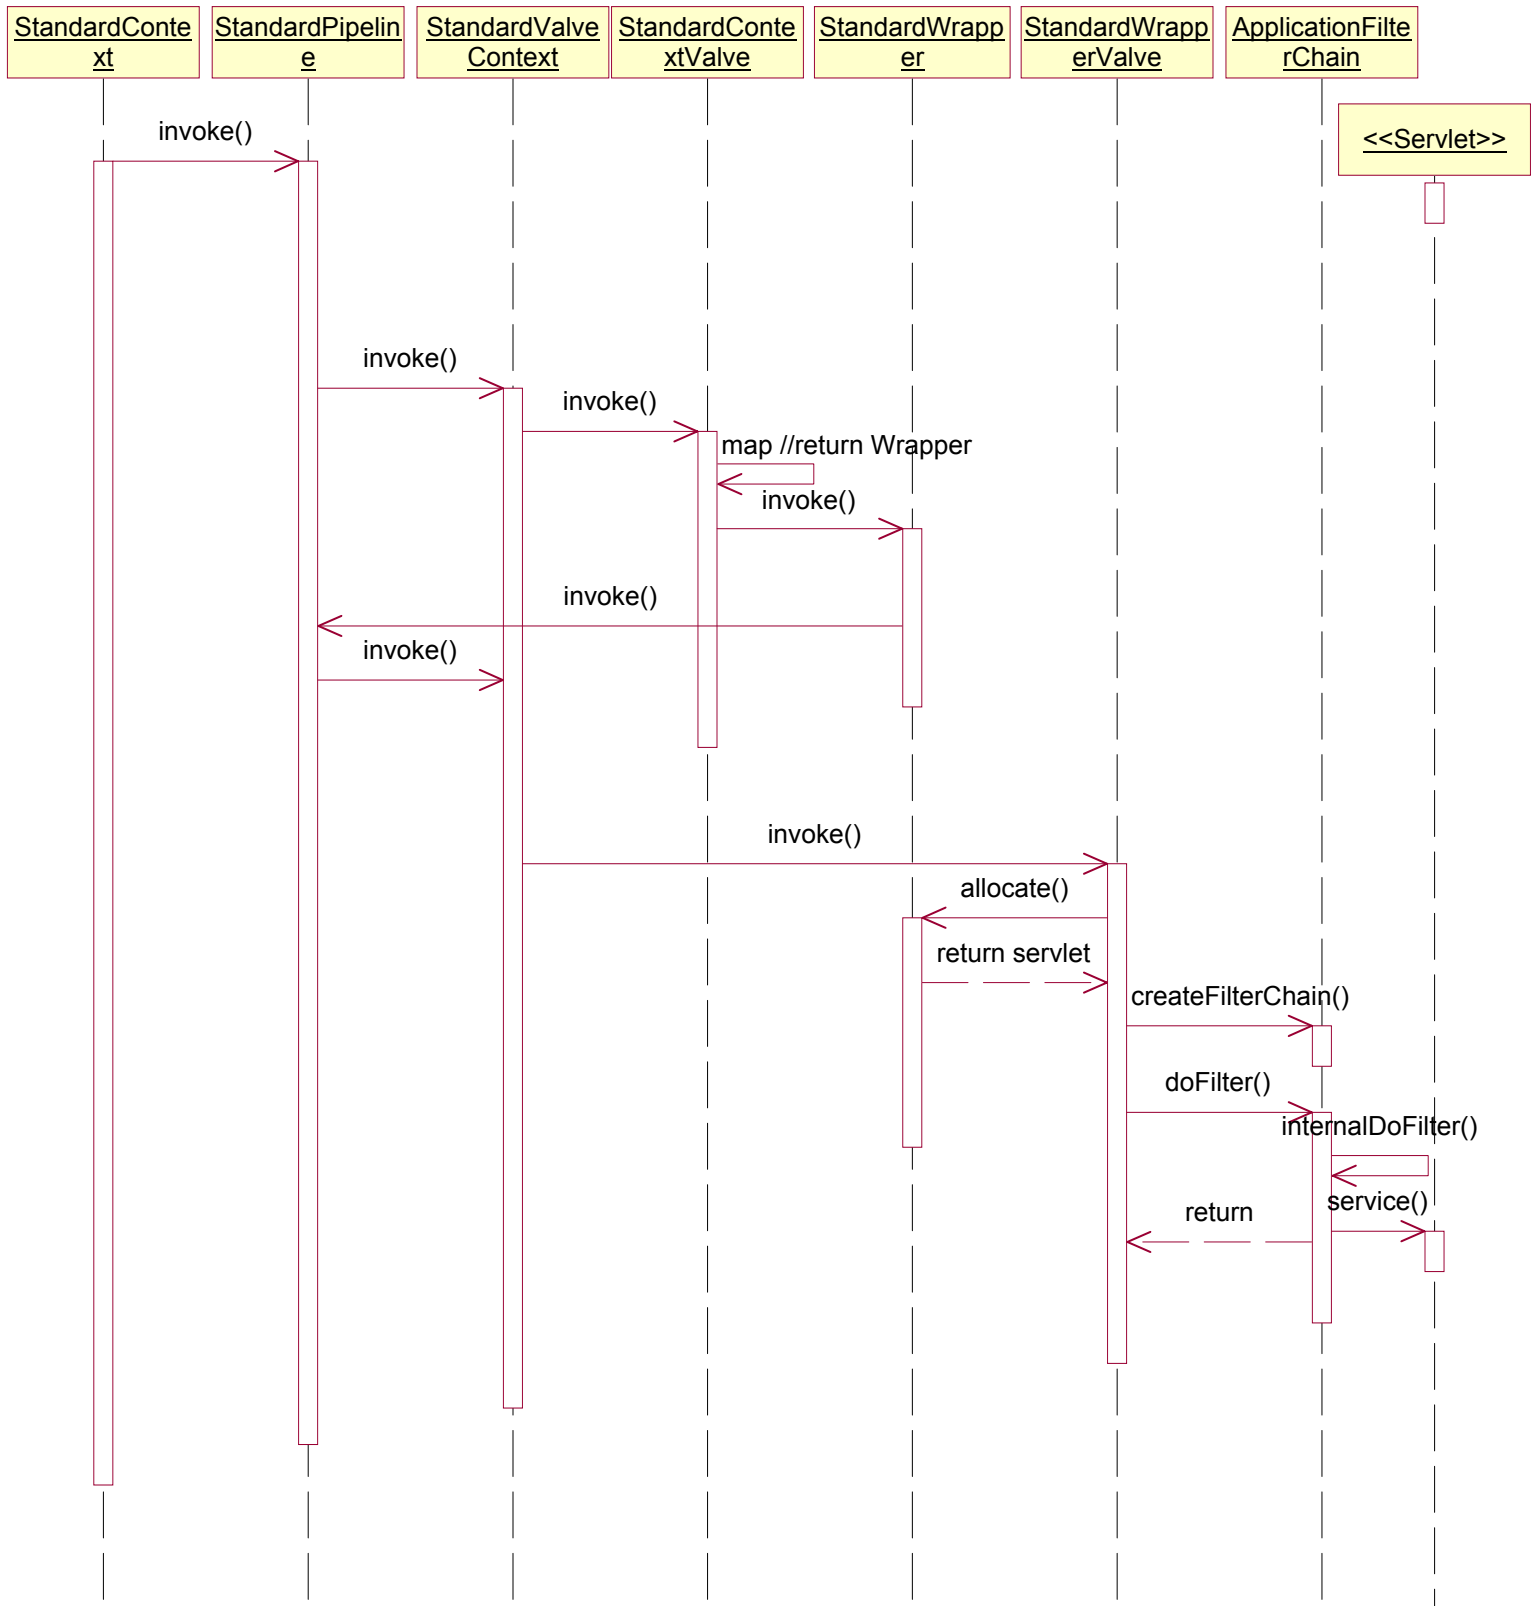 StandardConte
xt
StandardPipelin
e
StandardValve
Context
StandardConte
xtValve
StandardWrapp
er
StandardWrapp
erValve
ApplicationFilte
rChain
<<Servlet>>
invoke()
invoke()
invoke()
map //return Wrapper
invoke()
invoke()
invoke()
invoke()
allocate()
return servlet
createFilterChain()
doFilter()
internalDoFilter()
service()
return